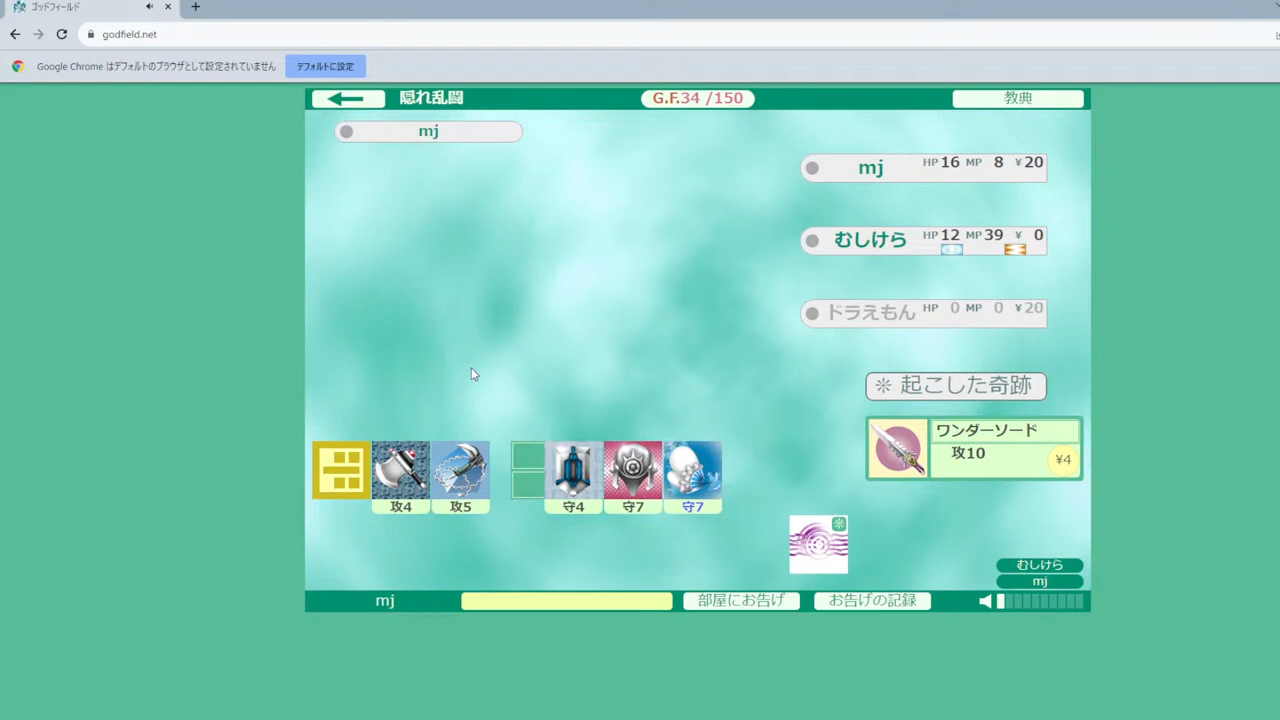 ゴッドフィールド
godfield.net
Google Chrome はデフォルトのブラウザとして設定されていません
デフォルトに設定
隠れ乱闘
G.F.34 /150
教典
mj
mj HP 16 MP 8 ¥ 20
むしけら HP 12 MP 39 ¥ 0
ドラえもん HP 0 MP 0 ¥ 20
※ 起こした奇跡
ワンダーソード
攻10
¥4
攻4
攻5
守4
守7
守7
むしけら
mj
mj
部屋にお告げ
お告げの記録